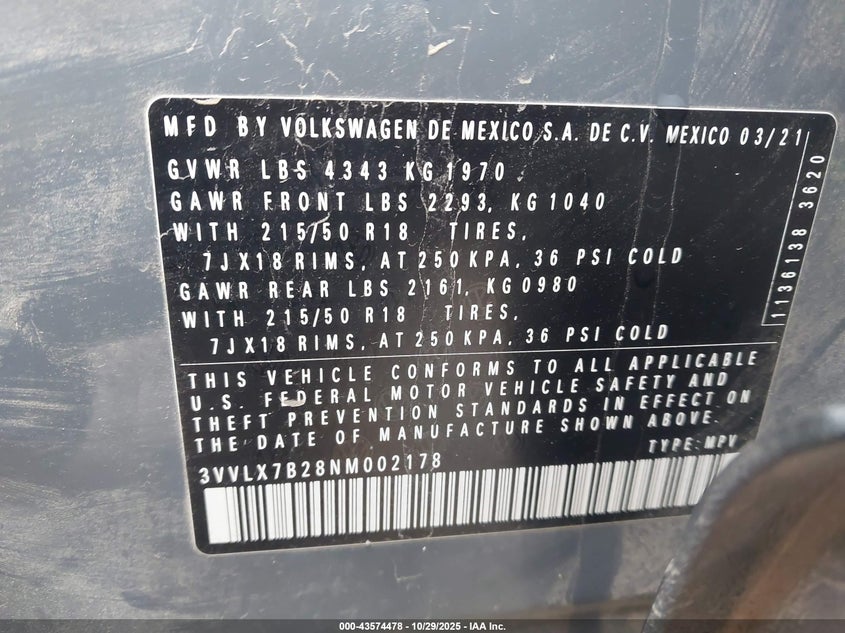 MFD BY VOLKSWAGEN DE MEXICO S.A. DE C.V. MEXICO 03/21
GVWR LBS 4343 KG 1970
GAWR FRONT LBS 2293, KG 1040
WITH 215/50 R18 TIRES,
7JX18 RIMS, AT 250 KPA, 36 PSI COLD
GAWR REAR LBS 2161, KG 0980
WITH 215/50 R18 TIRES,
7JX18 RIMS, AT 250 KPA, 36 PSI COLD
THIS VEHICLE CONFORMS TO ALL APPLICABLE
U.S. FEDERAL MOTOR VEHICLE SAFETY AND
THEFT PREVENTION STANDARDS IN EFFECT ON
THE DATE OF MANUFACTURE SHOWN ABOVE.
3VVLX7B28NM002178 TYPE: MPV
1136138 3620
000-43574478 | 10/29/2025 | IAA Inc.